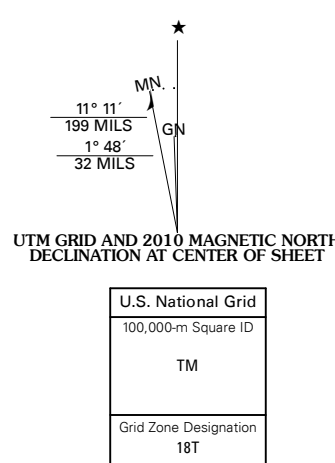 ★
MN
11° 11´
199 MILS
GN
1° 48´
32 MILS
UTM GRID AND 2010 MAGNETIC NORTH
DECLINATION AT CENTER OF SHEET
U.S. National Grid
100,000-m Square ID
TM
Grid Zone Designation
18T